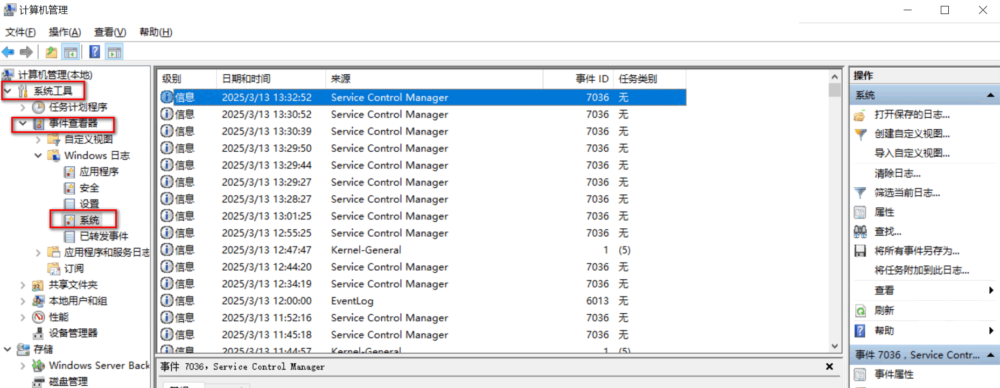 计算机管理
文件(F) 操作(A) 查看(V) 帮助(H)
计算机管理(本地)
系统工具
任务计划程序
事件查看器
自定义视图
Windows 日志
应用程序
安全
设置
系统
已转发事件
应用程序和服务日志
订阅
共享文件夹
本地用户和组
性能
设备管理器
存储
Windows Server Back
磁盘管理
级别 日期和时间 来源 事件 ID 任务类别
信息 2025/3/13 13:32:52 Service Control Manager 7036 无
信息 2025/3/13 13:30:52 Service Control Manager 7036 无
信息 2025/3/13 13:30:39 Service Control Manager 7036 无
信息 2025/3/13 13:29:50 Service Control Manager 7036 无
信息 2025/3/13 13:29:44 Service Control Manager 7036 无
信息 2025/3/13 13:29:27 Service Control Manager 7036 无
信息 2025/3/13 13:28:27 Service Control Manager 7036 无
信息 2025/3/13 13:01:25 Service Control Manager 7036 无
信息 2025/3/13 12:55:25 Service Control Manager 7036 无
信息 2025/3/13 12:47:47 Kernel-General 1 (5)
信息 2025/3/13 12:44:20 Service Control Manager 7036 无
信息 2025/3/13 12:34:19 Service Control Manager 7036 无
信息 2025/3/13 12:00:00 EventLog 6013 无
信息 2025/3/13 11:52:16 Service Control Manager 7036 无
信息 2025/3/13 11:45:18 Service Control Manager 7036 无
信息 2025/3/13 11:44:57 Kernel-General 1 (5)
事件 7036，Service Control Manager
操作
系统
打开保存的日志...
创建自定义视图...
导入自定义视图...
清除日志...
筛选当前日志...
属性
查找...
将所有事件另存为...
将任务附加到此日志...
查看
刷新
帮助
事件 7036，Service Contr...
事件属性